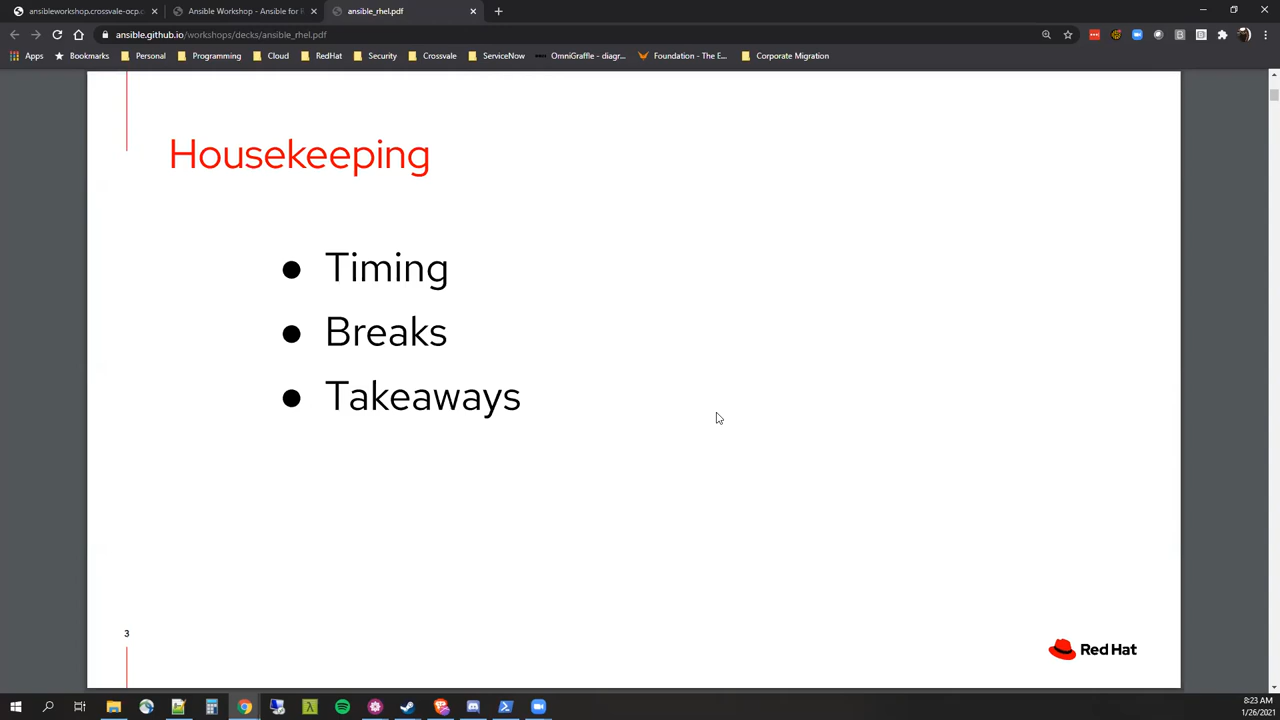 ansibleworkshop.crossvale-ocp.c
Ansible Workshop - Ansible for R
ansible_rhel.pdf
ansible.github.io/workshops/decks/ansible_rhel.pdf
Apps
Bookmarks
Personal
Programming
Cloud
RedHat
Security
Crossvale
ServiceNow
OmniGraffle - diagr...
Foundation - The E...
Corporate Migration
Housekeeping
● Timing
● Breaks
● Takeaways
3
Red Hat
8:23 AM
1/26/2021